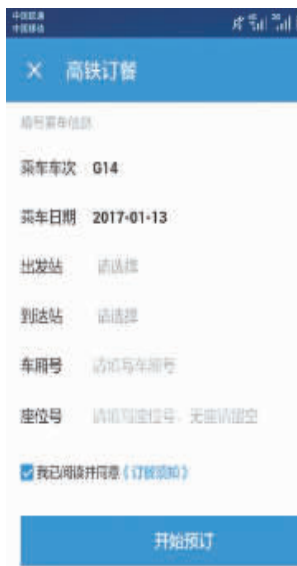 中国联通
中国移动
× 高铁订餐
填写乘车信息
乘车车次 G14
乘车日期 2017-01-13
出发站 请选择
到达站 请选择
车厢号 请填写车厢号
座位号 请填写座位号，无座请留空
我已阅读并同意《订餐须知》
开始预订